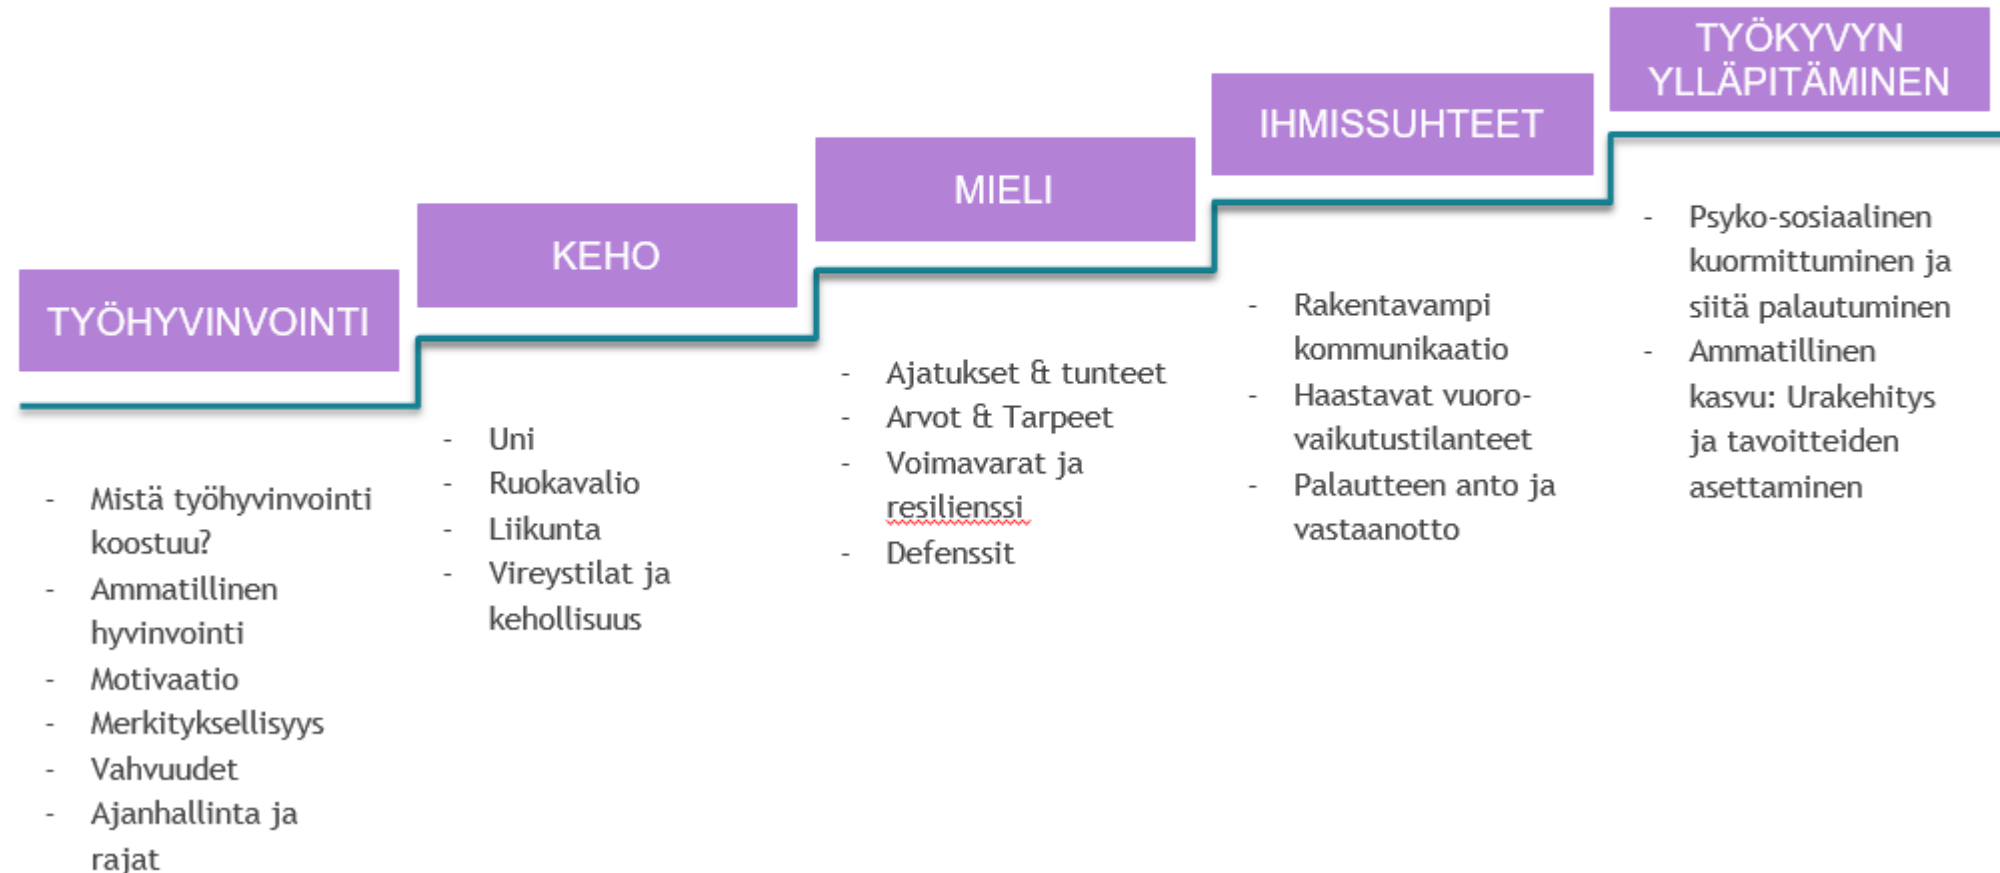 TYÖHYVINVOINTI
- Mistä työhyvinvointi
koostuu?
- Ammatillinen
hyvinvointi
- Motivaatio
- Merkityksellisyys
- Vahvuudet
- Ajanhallinta ja
rajat
KEHO
- Uni
- Ruokavalio
- Liikunta
- Vireystilat ja
kehollisuus
MIELI
- Ajatukset & tunteet
- Arvot & Tarpeet
- Voimavarat ja
resilienssi
- Defenssit
IHMISSUHTEET
- Rakentavampi
kommunikaatio
- Haastavat vuoro-
vaikutustilanteet
- Palautteen anto ja
vastaanotto
TYÖKYVYN
YLLÄPITÄMINEN
- Psyko-sosiaalinen
kuormittuminen ja
siitä palautuminen
- Ammatillinen
kasvu: Urakehitys
ja tavoitteiden
asettaminen